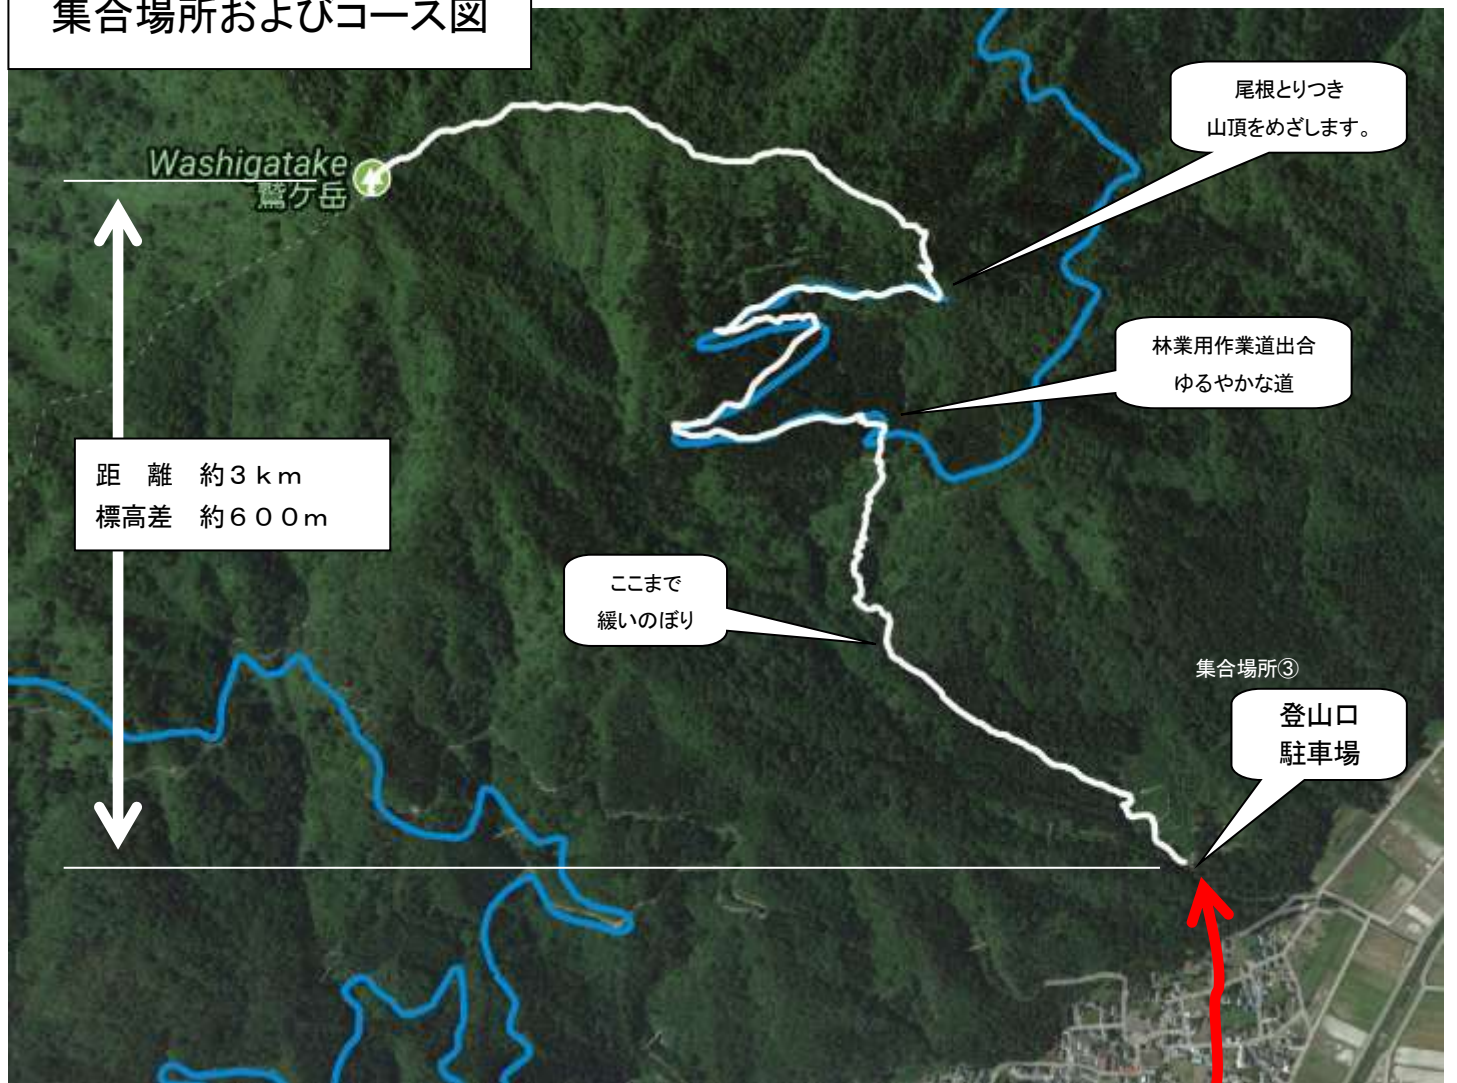 集合場所およびコース図
尾根とりつき
山頂をめざします。
Washigatake
鷲ケ岳
林業用作業道出合
ゆるやかな道
距　離　約３ｋｍ
標高差　約６００ｍ
ここまで
緩いのぼり
集合場所③
登山口
駐車場